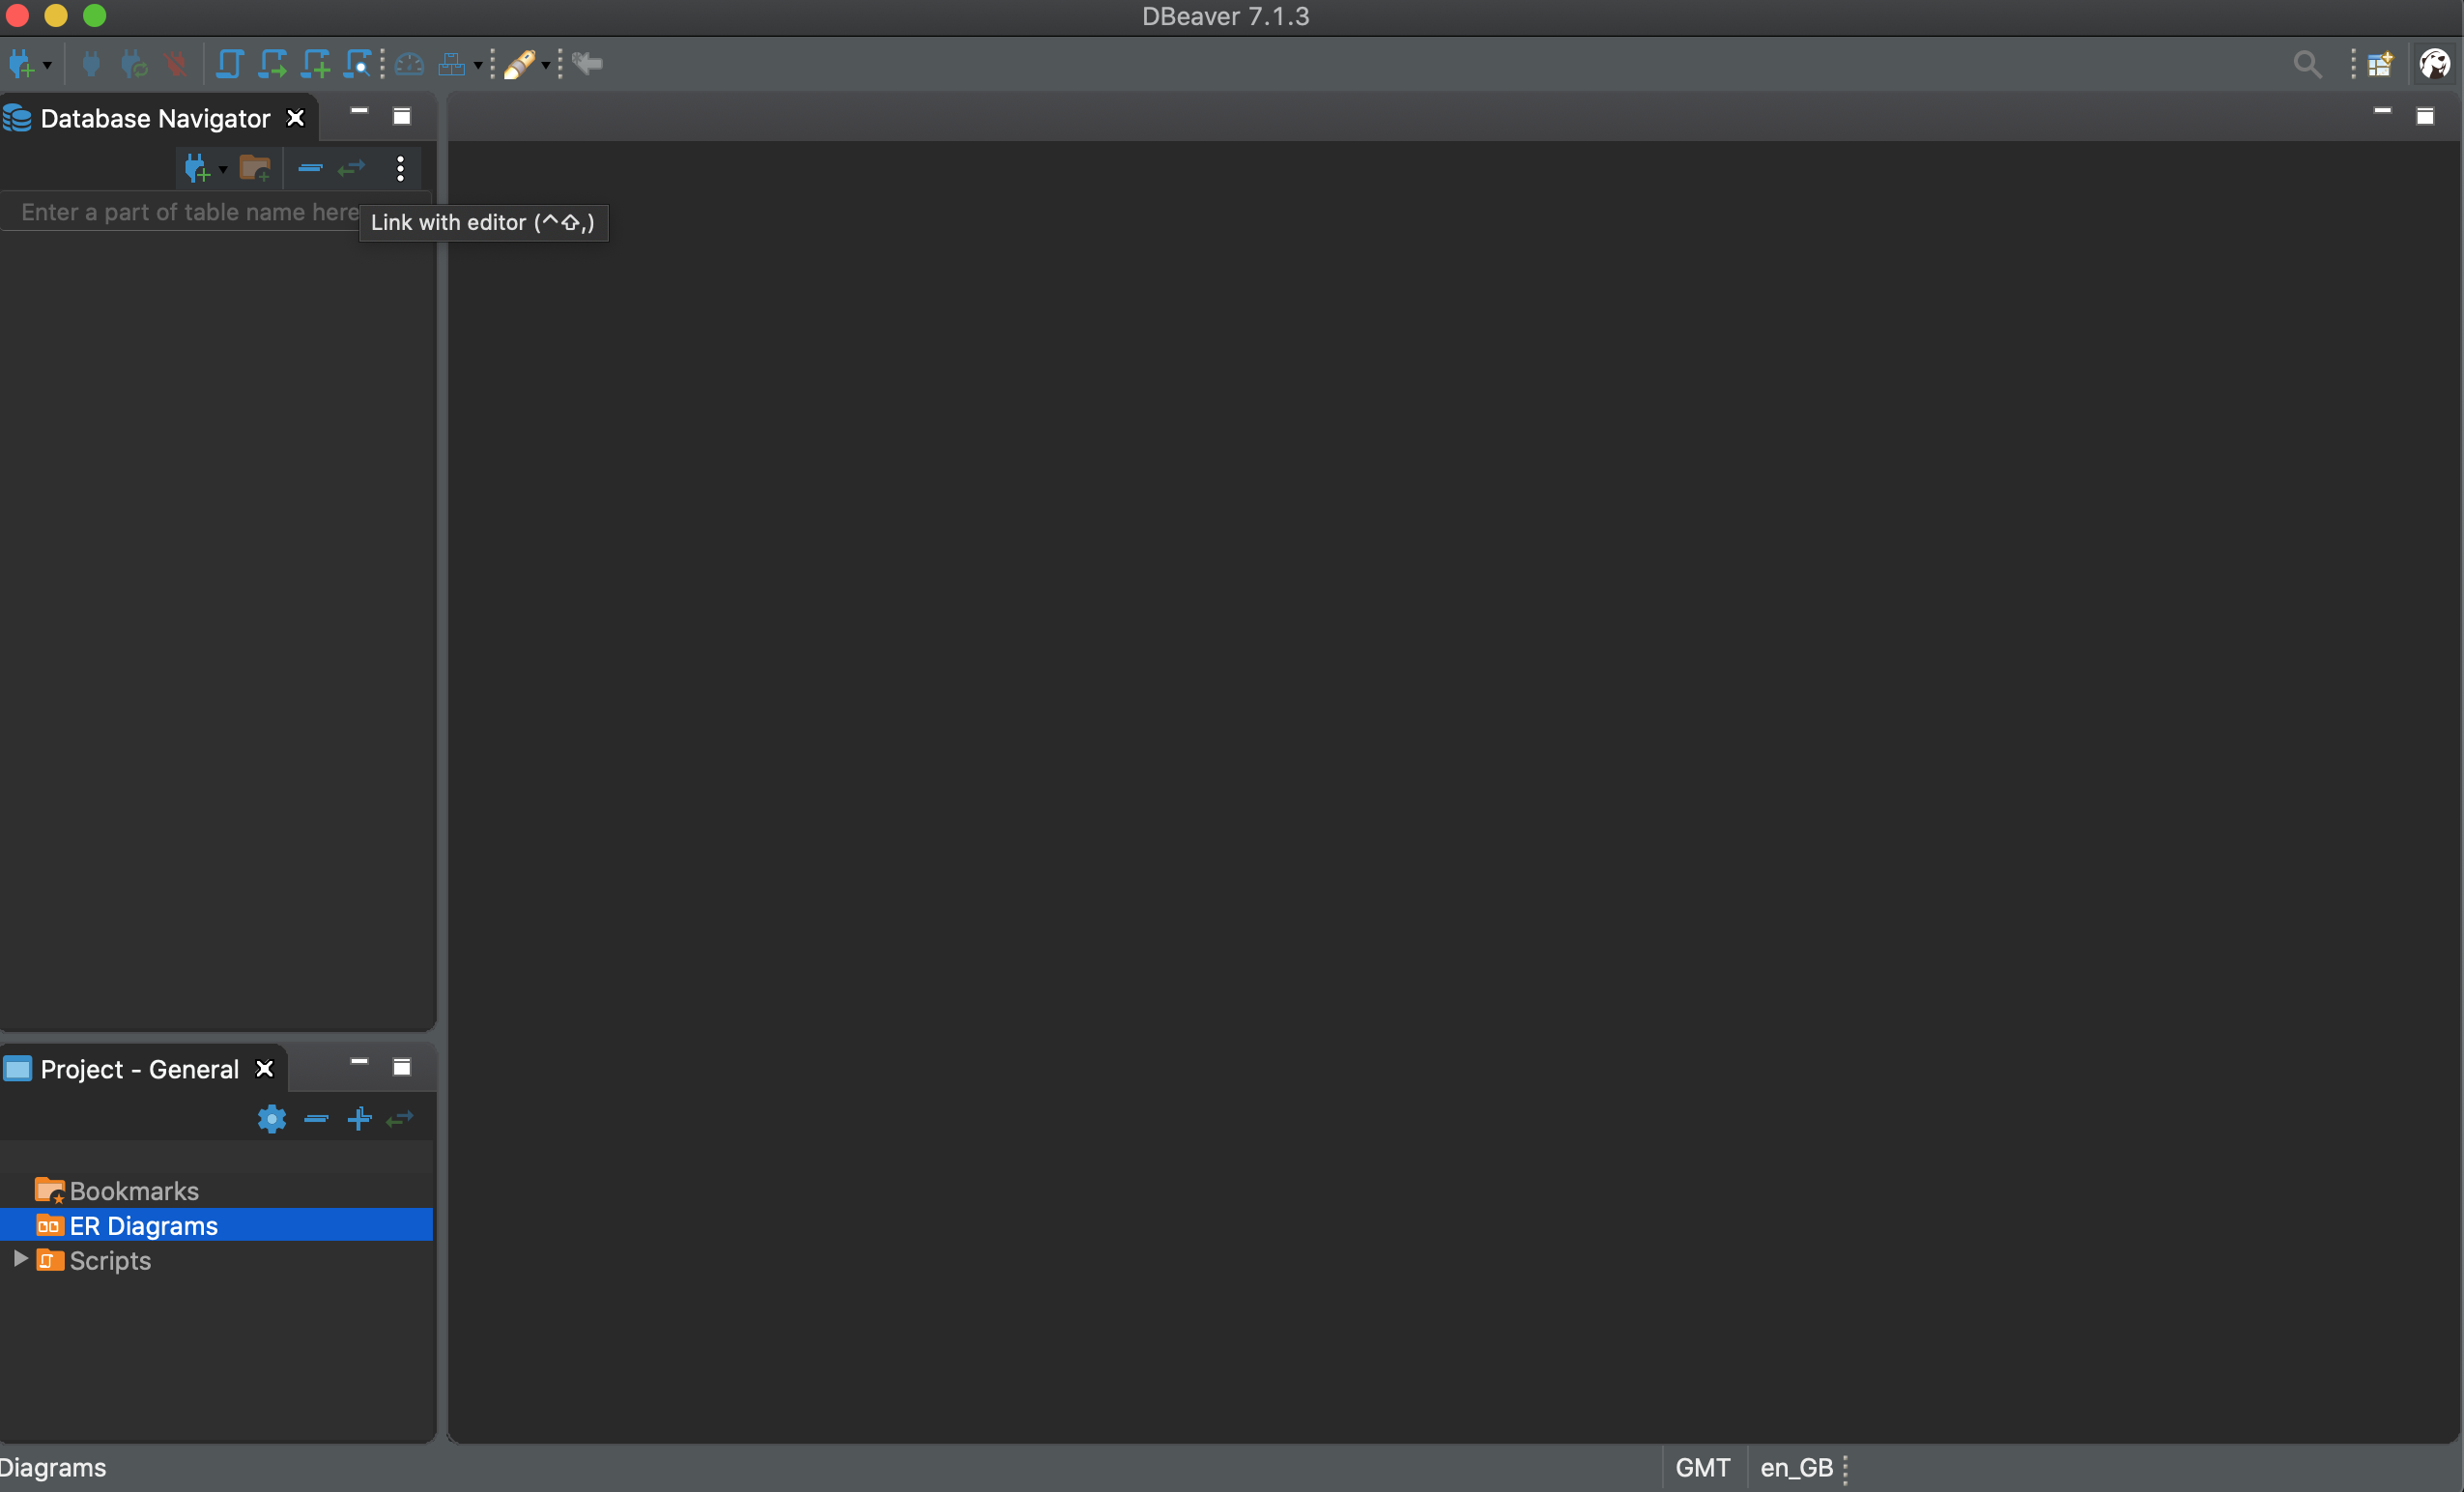 DBeaver 7.1.3
Database Navigator
Enter a part of table name here
Link with editor (^⇧,)
Project - General
Bookmarks
ER Diagrams
Scripts
Diagrams
GMT
en_GB